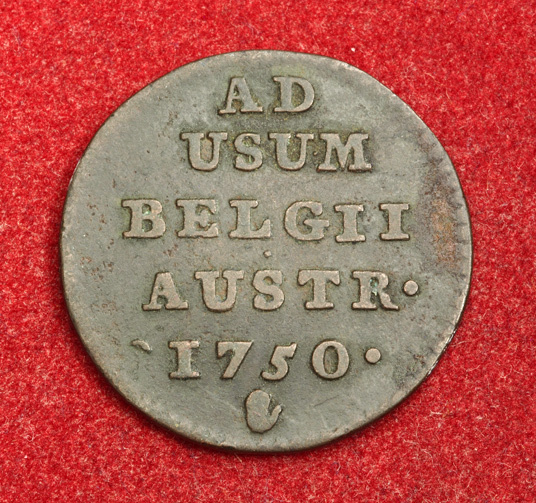 AD
USUM
BELGII
AUSTR·
·1750·